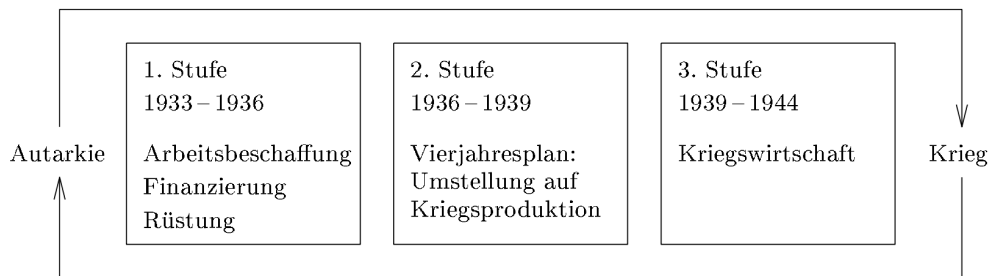 Autarkie
1. Stufe
1933 – 1936
Arbeitsbeschaffung
Finanzierung
Rüstung
2. Stufe
1936 – 1939
Vierjahresplan:
Umstellung auf
Kriegsproduktion
3. Stufe
1939 – 1944
Kriegswirtschaft
Krieg